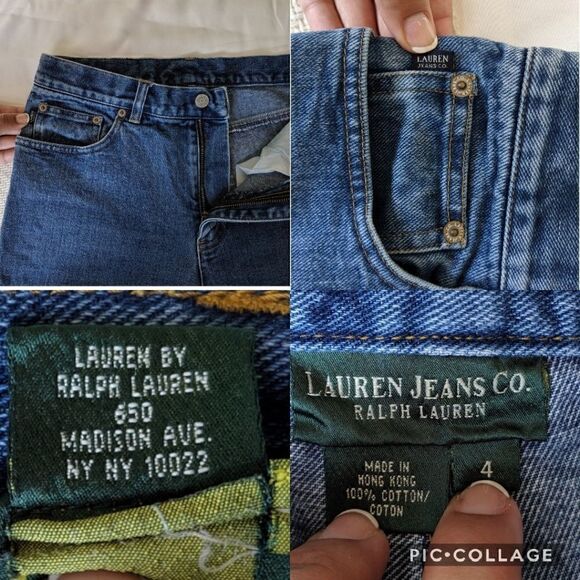 LAUREN
JEANS CO.
LAUREN BY
RALPH LAUREN
650
MADISON AVE.
NY NY 10022
LAUREN JEANS CO.
RALPH LAUREN
MADE IN
HONG KONG
100% COTTON/
COTON
4
PIC•COLLAGE